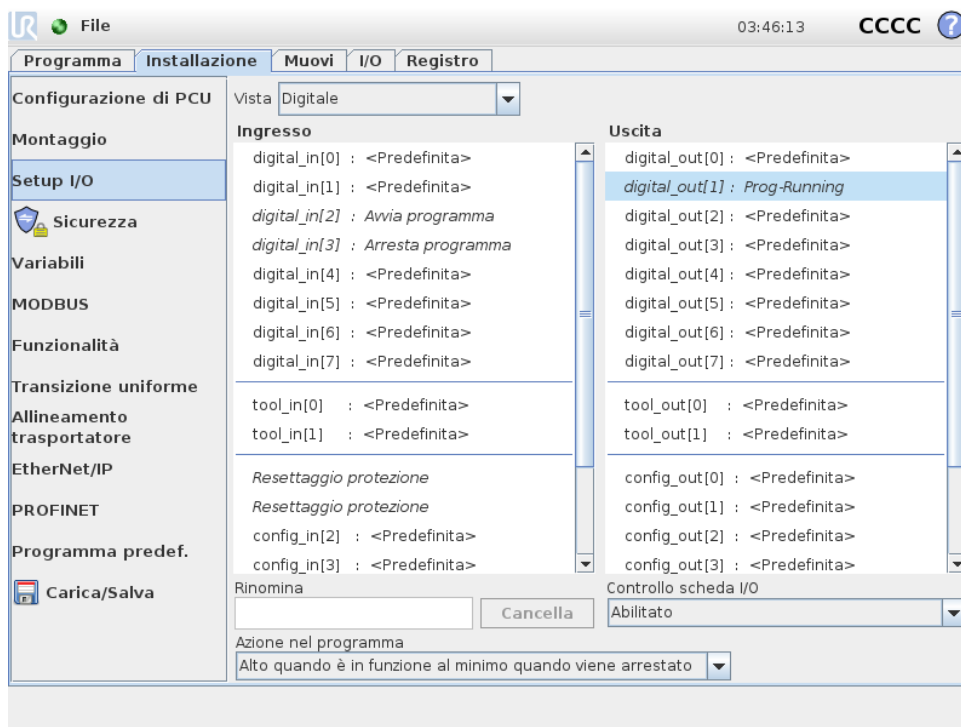 UR File 03:46:13 CCCC ?
Programma Installazione Muovi I/O Registro
Configurazione di PCU
Montaggio
Setup I/O
Sicurezza
Variabili
MODBUS
Funzionalità
Transizione uniforme
Allineamento
trasportatore
EtherNet/IP
PROFINET
Programma predef.
Carica/Salva
Vista Digitale
Ingresso
digital_in[0] : <Predefinita>
digital_in[1] : <Predefinita>
digital_in[2] : Avvia programma
digital_in[3] : Arresta programma
digital_in[4] : <Predefinita>
digital_in[5] : <Predefinita>
digital_in[6] : <Predefinita>
digital_in[7] : <Predefinita>
tool_in[0] : <Predefinita>
tool_in[1] : <Predefinita>
Resettaggio protezione
Resettaggio protezione
config_in[2] : <Predefinita>
config_in[3] : <Predefinita>
Uscita
digital_out[0] : <Predefinita>
digital_out[1] : Prog-Running
digital_out[2] : <Predefinita>
digital_out[3] : <Predefinita>
digital_out[4] : <Predefinita>
digital_out[5] : <Predefinita>
digital_out[6] : <Predefinita>
digital_out[7] : <Predefinita>
tool_out[0] : <Predefinita>
tool_out[1] : <Predefinita>
config_out[0] : <Predefinita>
config_out[1] : <Predefinita>
config_out[2] : <Predefinita>
config_out[3] : <Predefinita>
Rinomina
Cancella
Controllo scheda I/O
Abilitato
Azione nel programma
Alto quando è in funzione al minimo quando viene arrestato